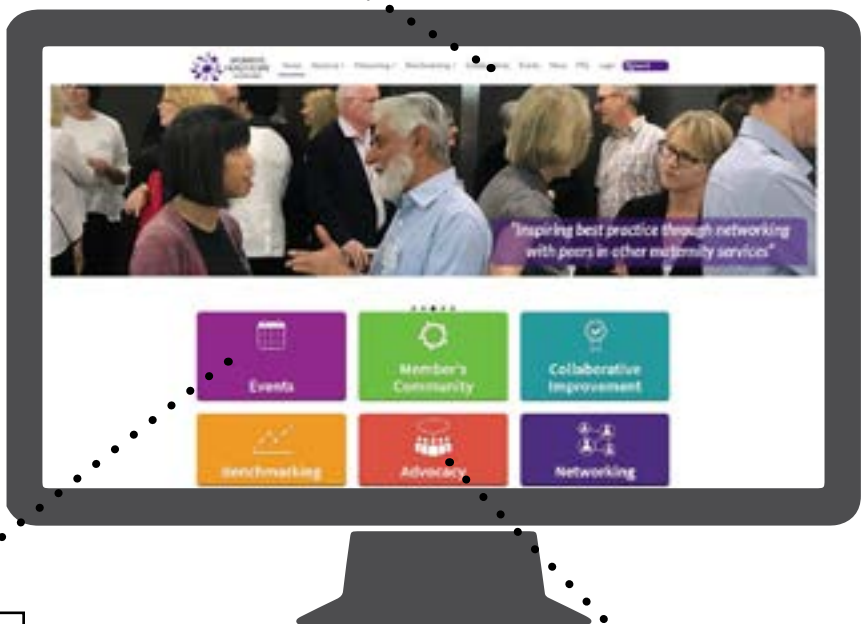 Home
Events
News
FAQ
Login
"Inspiring best practice through networking
with peers in other maternity services"
Events
Member's
Community
Collaborative
Improvement
Benchmarking
Advocacy
Networking